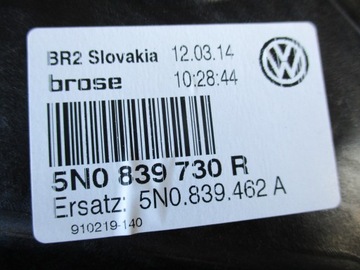 BR2 Slovakia 12.03.14
brose 10:28:44
5N0 839 730 R
Ersatz: 5N0.839.462 A
910219-140